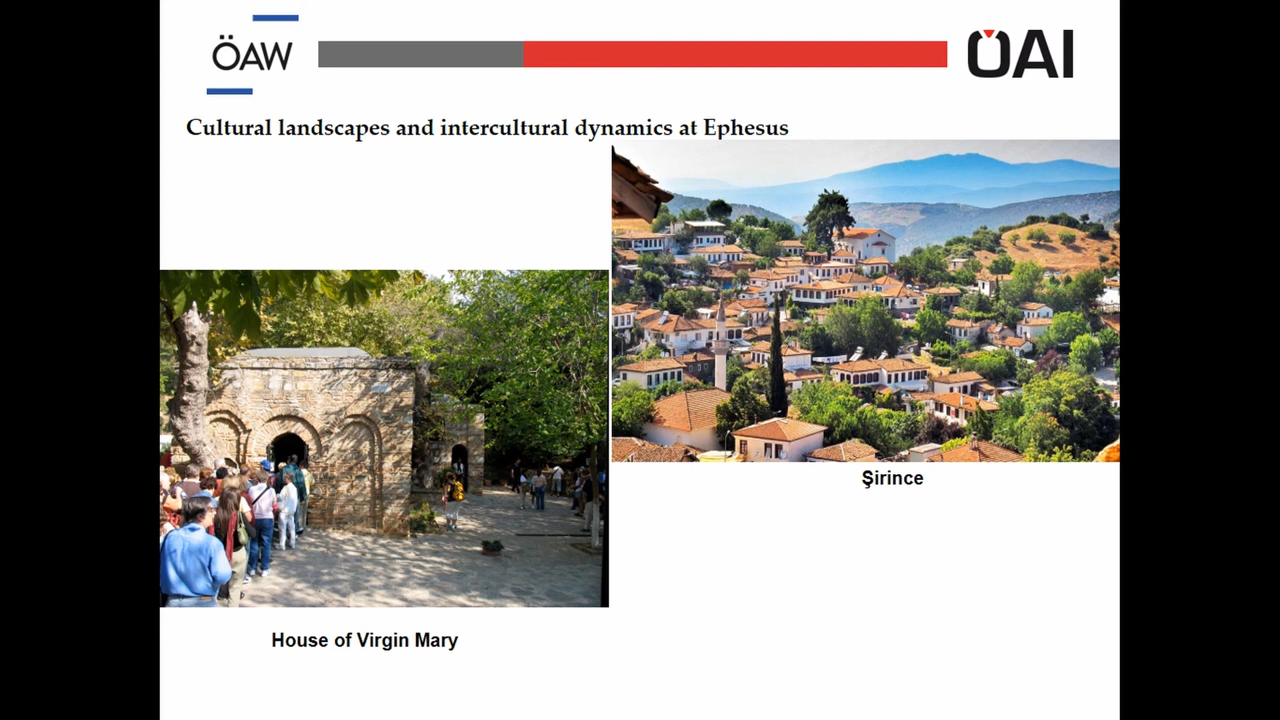 ÖAW
ÖAI
Cultural landscapes and intercultural dynamics at Ephesus
Şirince
House of Virgin Mary